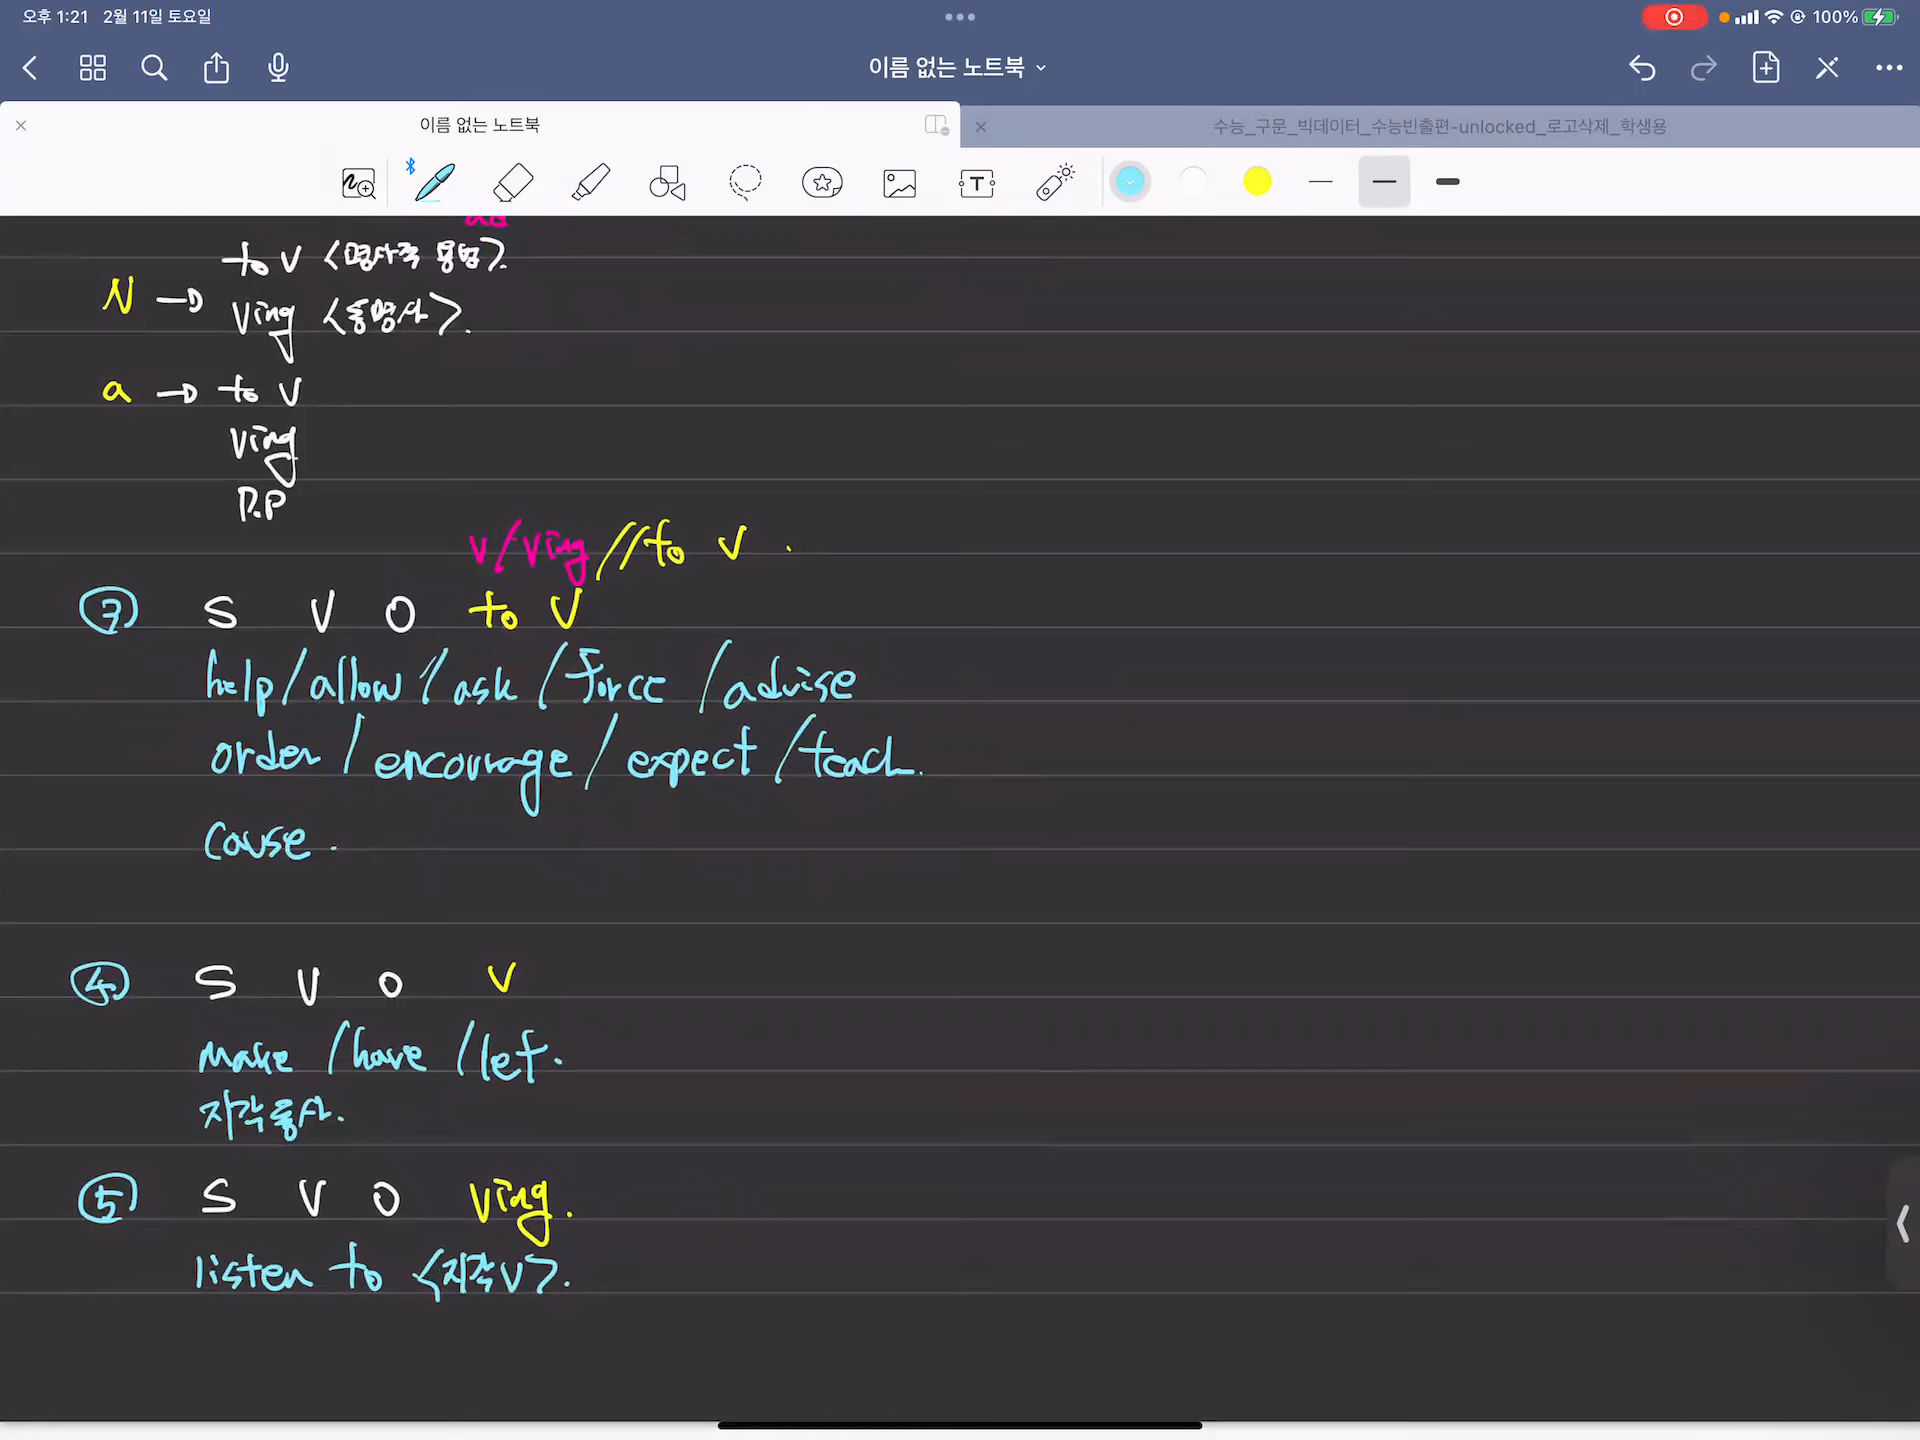 오후 1:21 2월 11일 토요일
100%
이름 없는 노트북
이름 없는 노트북
수능_구문_빅데이터_수능빈출편-unlocked_로고삭제_학생용
to V <명사적 용법>.
N → Ving <동명사>.
a → to V
Ving
P.P
V/Ving//to V .
③ S V O to V
help/allow/ask/force/advise
order/encourage/expect/teach.
cause.
④ S V O V
make/have/let.
지각동사.
⑤ S V O Ving.
listen to <지각V>.